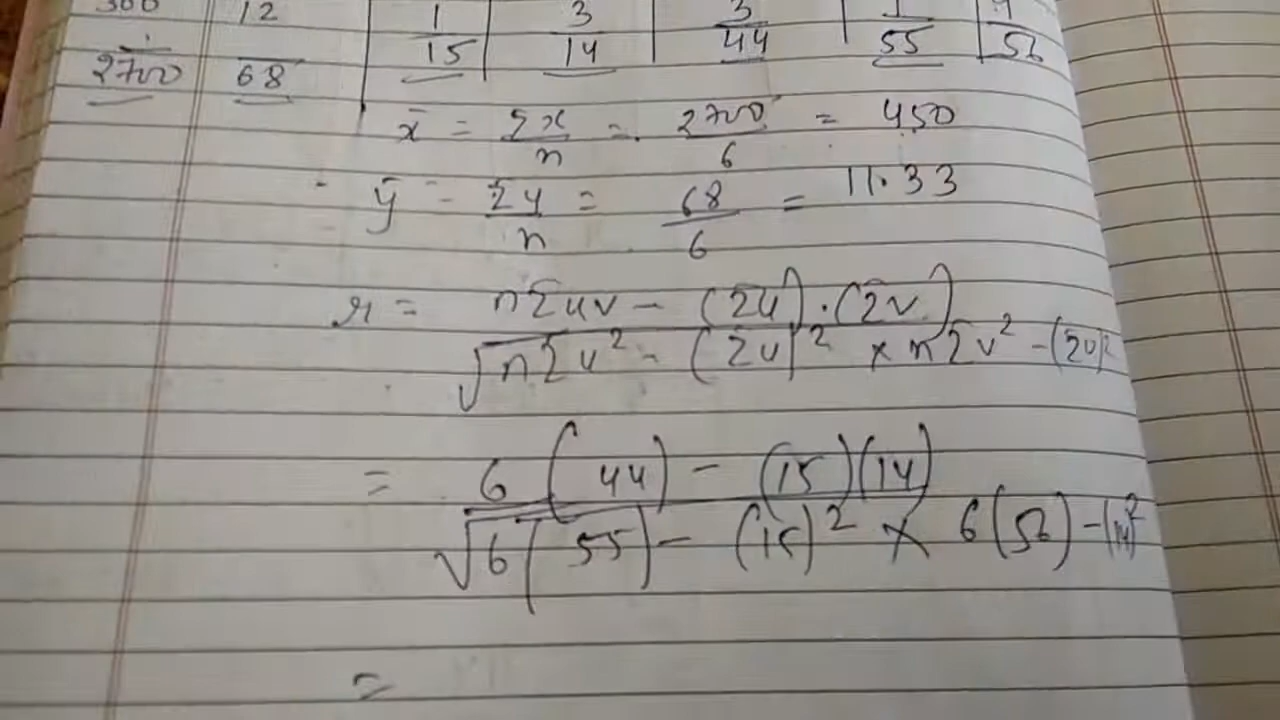 300 12 1 3 3 1 4
2700 68 15 14 44 55 56
x̄ = Σx/n = 2700/6 = 450
ȳ = Σy/n = 68/6 = 11.33
r = nΣuv - (Σu).(Σv)
√nΣu² - (Σu)² × nΣv² - (Σv)²
= 6(44) - (15)(14)
√6(55) - (15)² × 6(56) - (14)²
=